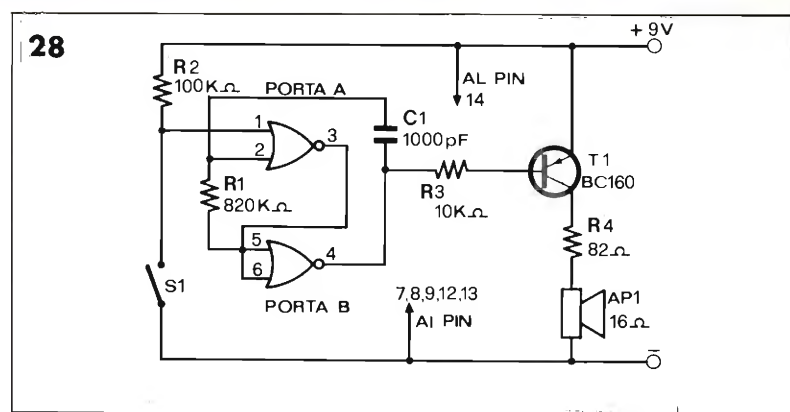 28
+ 9V
R2
100KΩ
PORTA A
AL PIN
14
C1
1000pF
1
2
3
T1
BC160
R1
820KΩ
R3
10KΩ
R4
82Ω
5
6
4
S1
PORTA B
7,8,9,12,13
AI PIN
AP1
16Ω
–